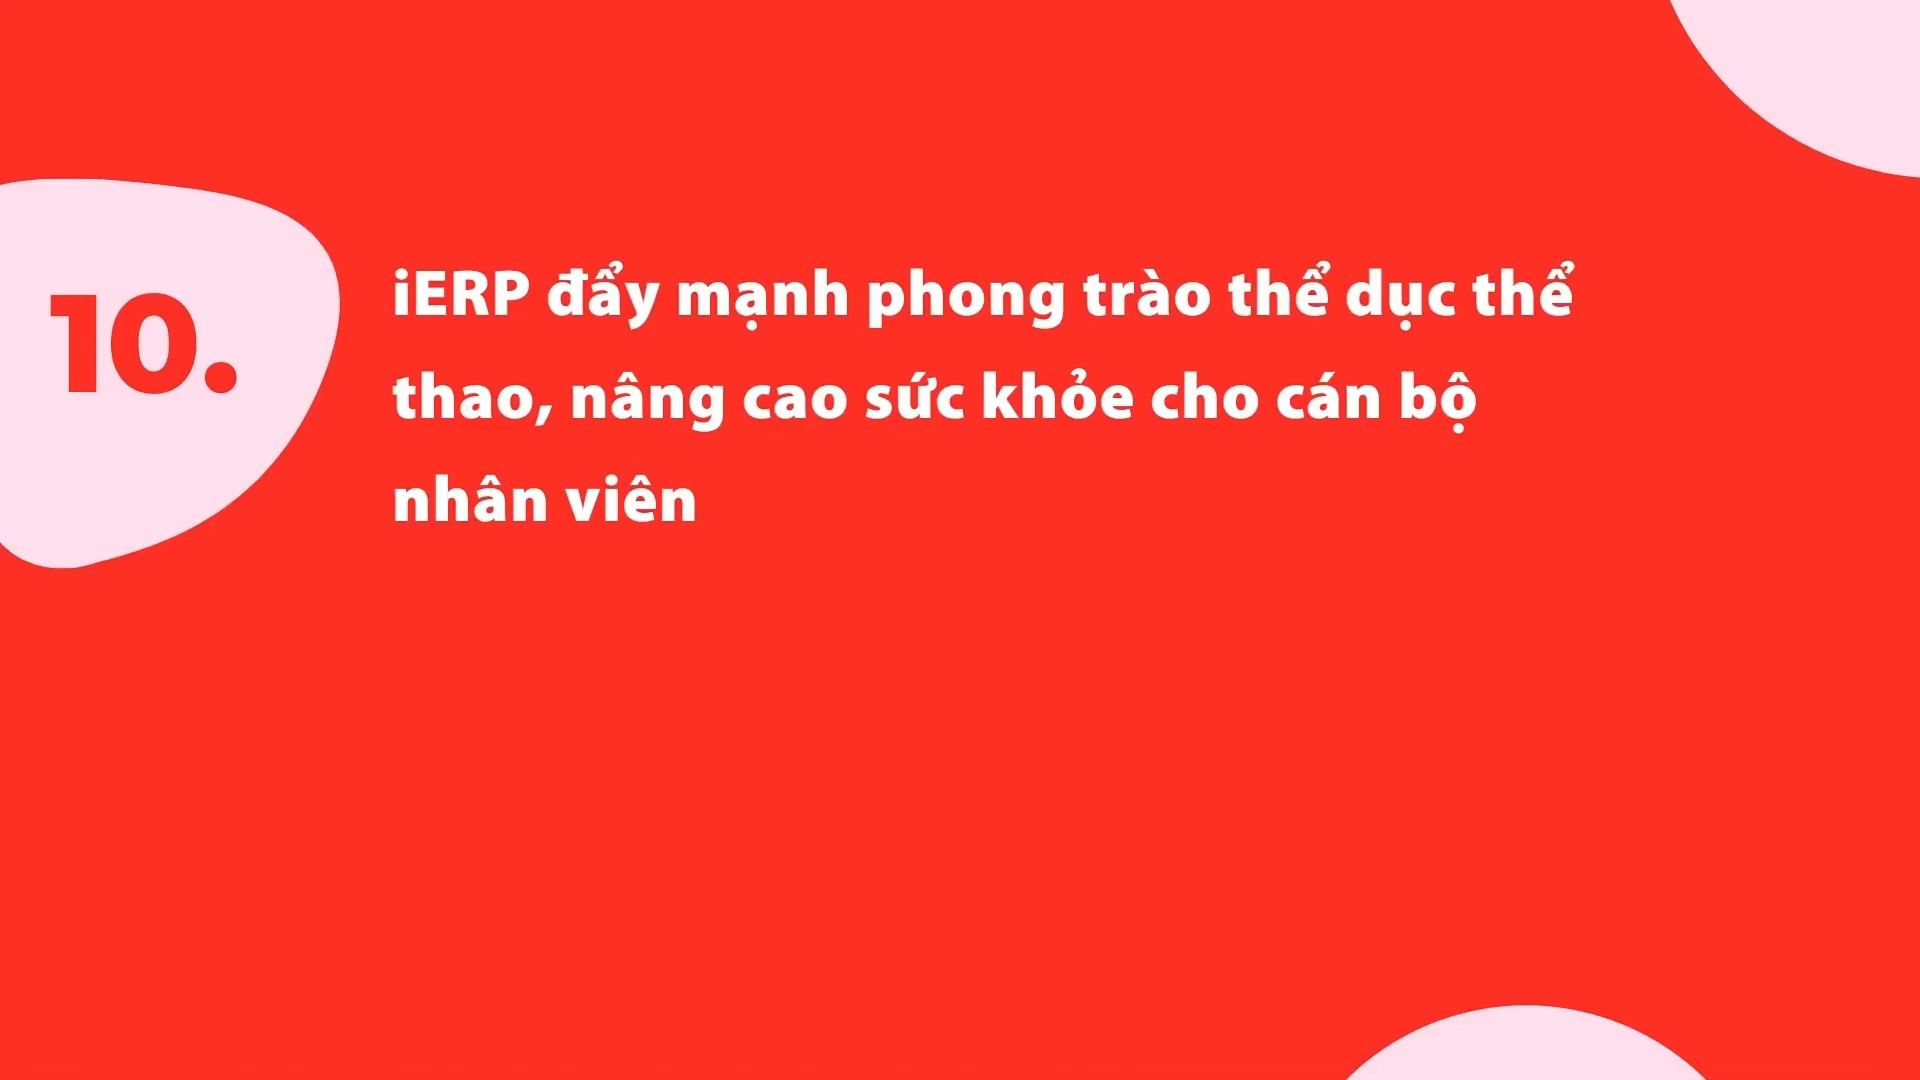 10.
iERP đẩy mạnh phong trào thể dục thể
thao, nâng cao sức khỏe cho cán bộ
nhân viên